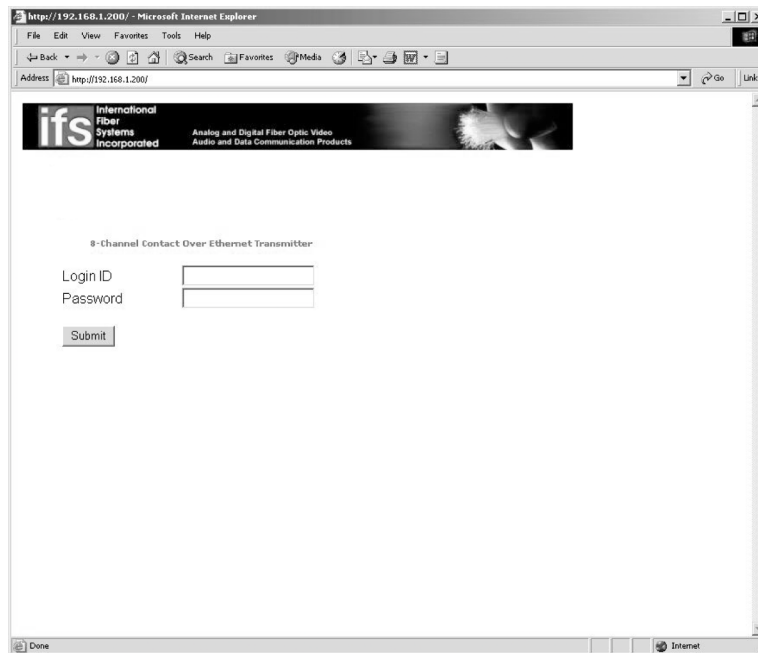 http://192.168.1.200/ - Microsoft Internet Explorer
File Edit View Favorites Tools Help
Back Search Favorites Media
Address http://192.168.1.200/ Go Link
ifs
International
Fiber
Systems
Incorporated
Analog and Digital Fiber Optic Video
Audio and Data Communication Products
8-Channel Contact Over Ethernet Transmitter
Login ID
Password
Submit
Done Internet